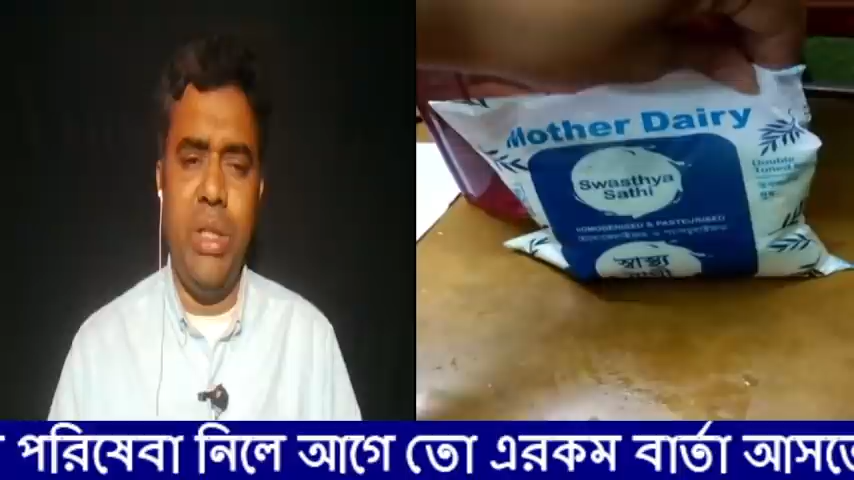 Mother Dairy
Double
Toned
Swasthya
Sathi
HOMOGENISED & PASTEURISED
স্বাস্থ্য
সাথী
পরিষেবা নিলে আগে তো এরকম বার্তা আসতে